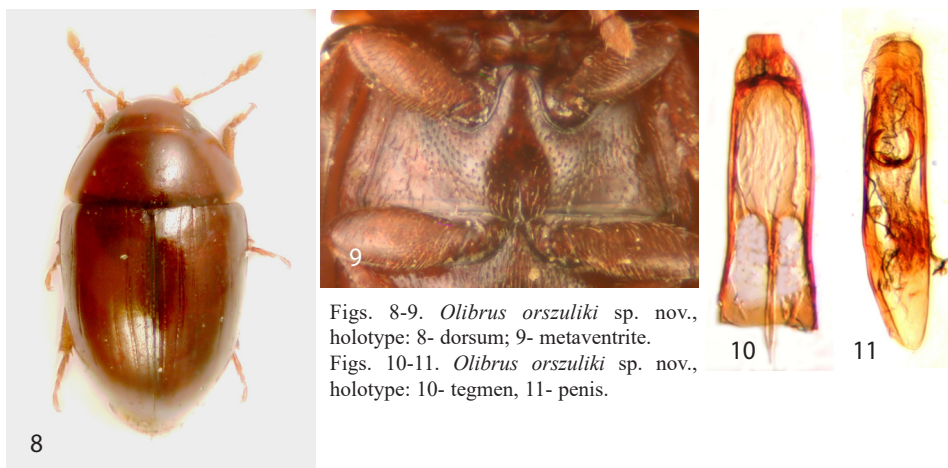 8
9
10
11
Figs. 8-9. Olibrus orszuliki sp. nov.,
holotype: 8- dorsum; 9- metaventrite.
Figs. 10-11. Olibrus orszuliki sp. nov.,
holotype: 10- tegmen, 11- penis.